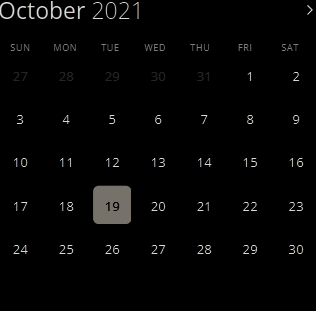 October 2021
SUN MON TUE WED THU FRI SAT
27 28 29 30 31 1 2
3 4 5 6 7 8 9
10 11 12 13 14 15 16
17 18 19 20 21 22 23
24 25 26 27 28 29 30